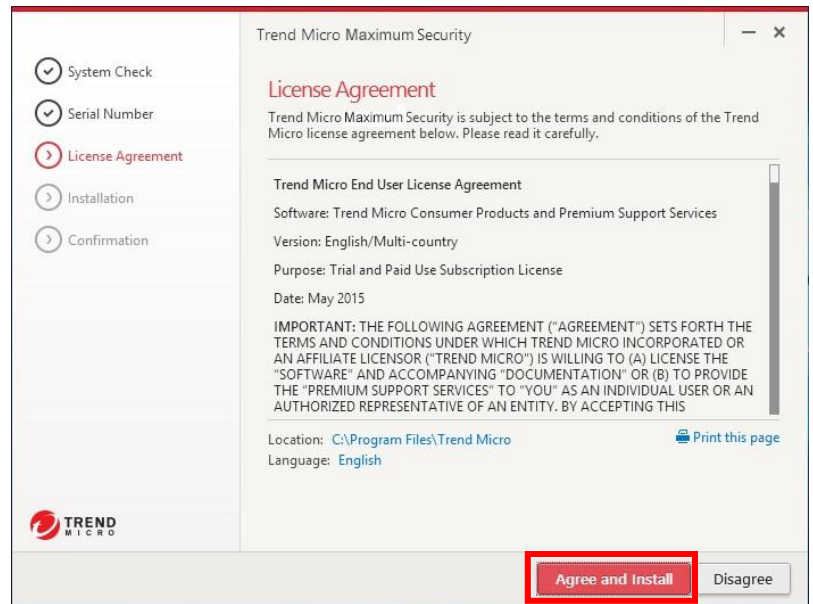 Trend Micro Maximum Security
System Check
Serial Number
License Agreement
Installation
Confirmation
License Agreement
Trend Micro Maximum Security is subject to the terms and conditions of the Trend
Micro license agreement below. Please read it carefully.
Trend Micro End User License Agreement
Software: Trend Micro Consumer Products and Premium Support Services
Version: English/Multi-country
Purpose: Trial and Paid Use Subscription License
Date: May 2015
IMPORTANT: THE FOLLOWING AGREEMENT ("AGREEMENT") SETS FORTH THE
TERMS AND CONDITIONS UNDER WHICH TREND MICRO INCORPORATED OR
AN AFFILIATE LICENSOR ("TREND MICRO") IS WILLING TO (A) LICENSE THE
"SOFTWARE" AND ACCOMPANYING "DOCUMENTATION" OR (B) TO PROVIDE
THE "PREMIUM SUPPORT SERVICES" TO "YOU" AS AN INDIVIDUAL USER OR AN
AUTHORIZED REPRESENTATIVE OF AN ENTITY. BY ACCEPTING THIS
Location: C:\Program Files\Trend Micro
Print this page
Language: English
TREND
MICRO
Agree and Install
Disagree